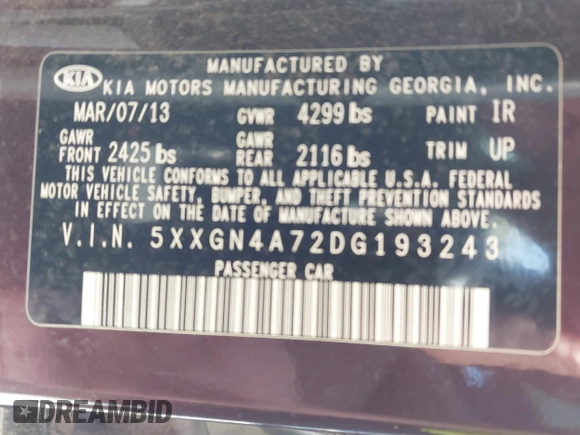 MANUFACTURED BY
KIA KIA MOTORS MANUFACTURING GEORGIA, INC.
MAR/07/13 GVWR 4299 lbs PAINT IR
GAWR FRONT 2425 lbs GAWR REAR 2116 lbs TRIM UP
THIS VEHICLE CONFORMS TO ALL APPLICABLE U.S.A. FEDERAL
MOTOR VEHICLE SAFETY, BUMPER, AND THEFT PREVENTION STANDARDS
IN EFFECT ON THE DATE OF MANUFACTURE SHOWN ABOVE.
V.I.N. 5XXGN4A72DG193243
PASSENGER CAR
DREAMBID